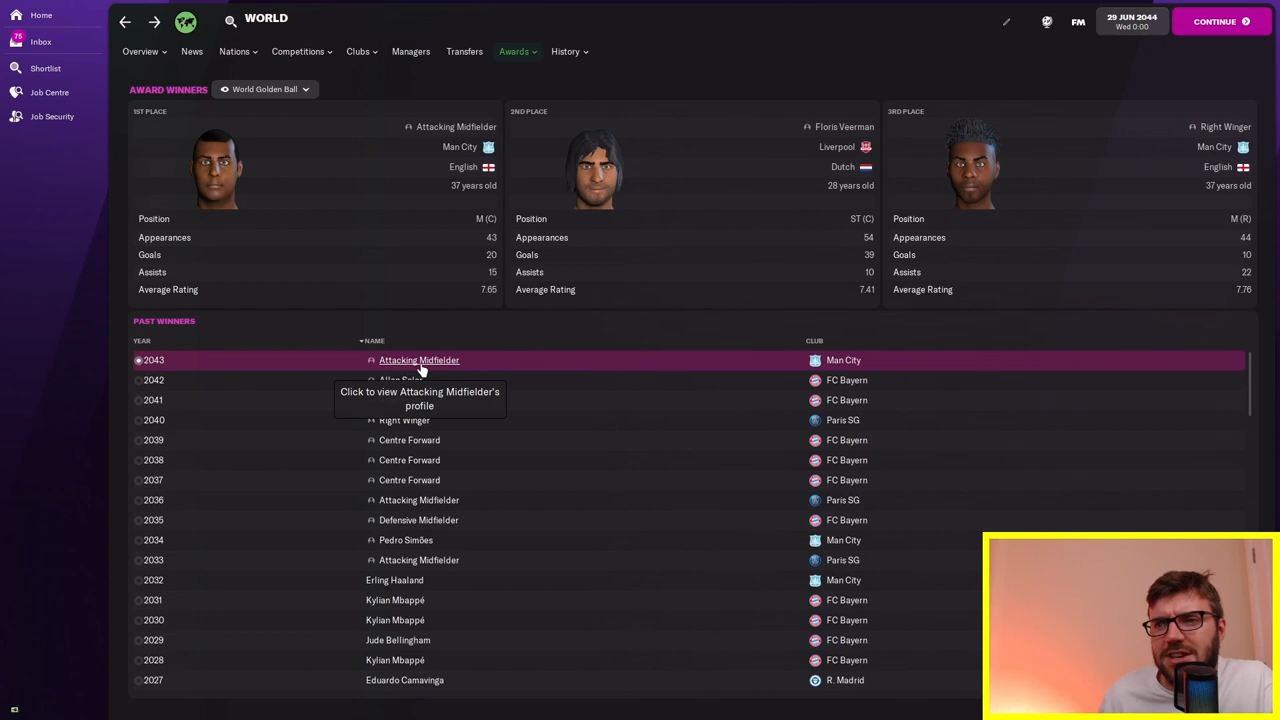 WORLD
29 JUN 2044
Wed 0:00
FM
CONTINUE
Home
75
Inbox
Shortlist
Job Centre
Job Security
Overview
News
Nations
Competitions
Clubs
Managers
Transfers
Awards
History
AWARD WINNERS
World Golden Ball
1ST PLACE
Attacking Midfielder
Man City
English
37 years old
Position M (C)
Appearances 43
Goals 20
Assists 15
Average Rating 7.65
2ND PLACE
Floris Veerman
Liverpool
Dutch
28 years old
Position ST (C)
Appearances 54
Goals 39
Assists 10
Average Rating 7.41
3RD PLACE
Right Winger
Man City
English
37 years old
Position M (R)
Appearances 44
Goals 10
Assists 22
Average Rating 7.76
PAST WINNERS
YEAR NAME CLUB
2043 Attacking Midfielder Man City
2042 FC Bayern
Click to view Attacking Midfielder's
profile
2041 FC Bayern
2040 Right Winger Paris SG
2039 Centre Forward FC Bayern
2038 Centre Forward FC Bayern
2037 Centre Forward FC Bayern
2036 Attacking Midfielder Paris SG
2035 Defensive Midfielder FC Bayern
2034 Pedro Simões Man City
2033 Attacking Midfielder Paris SG
2032 Erling Haaland Man City
2031 Kylian Mbappé FC Bayern
2030 Kylian Mbappé FC Bayern
2029 Jude Bellingham FC Bayern
2028 Kylian Mbappé FC Bayern
2027 Eduardo Camavinga R. Madrid